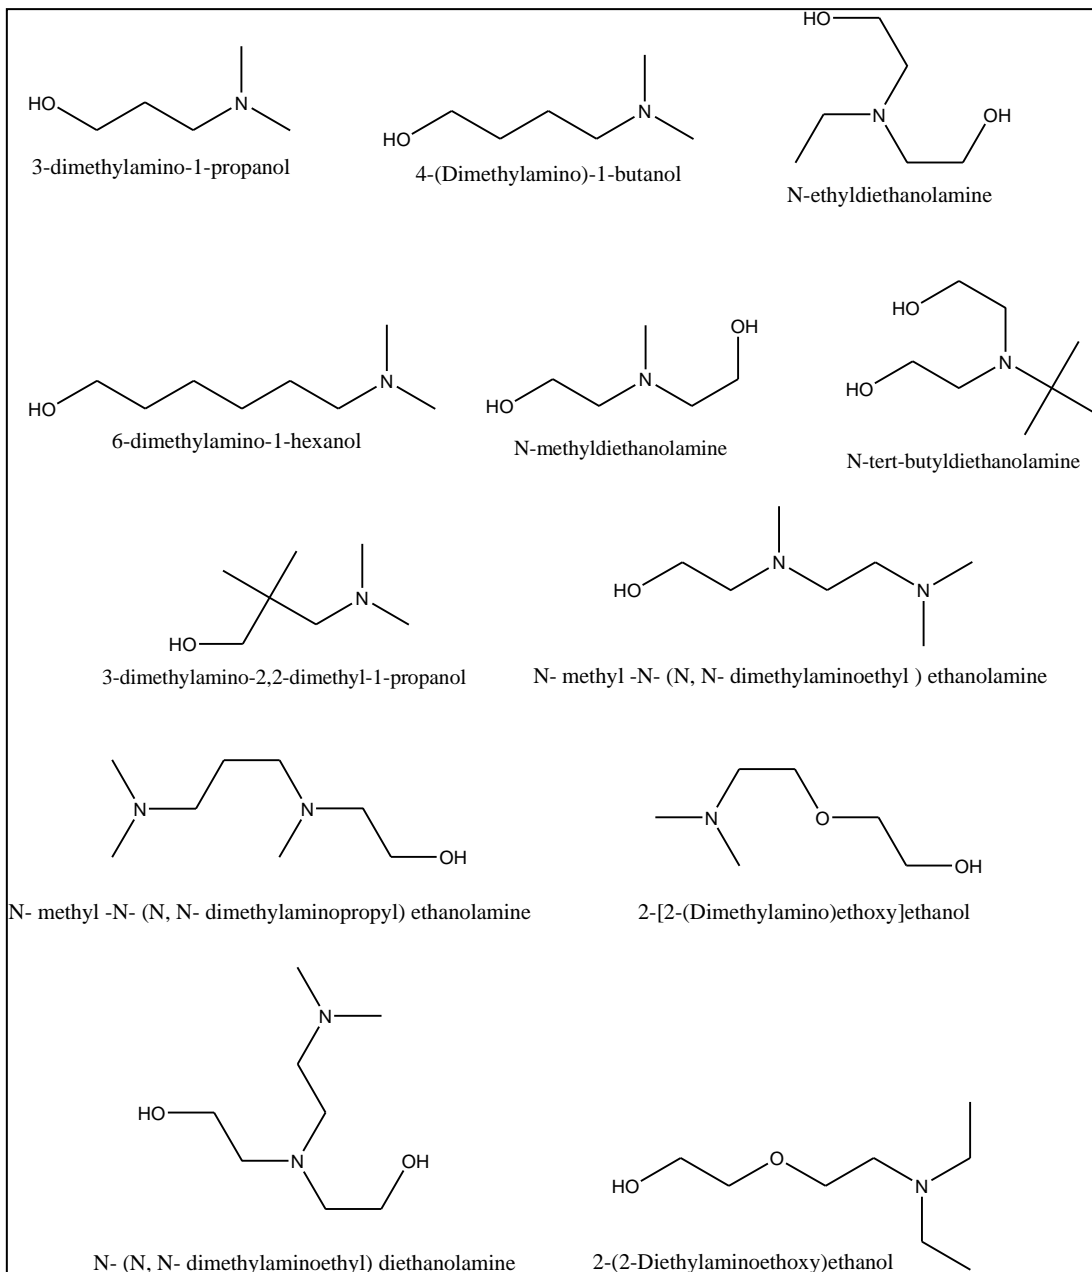 HO
N
3-dimethylamino-1-propanol
HO
N
4-(Dimethylamino)-1-butanol
HO
N
OH
N-ethyldiethanolamine
HO
N
6-dimethylamino-1-hexanol
HO
N
OH
N-methyldiethanolamine
HO
HO
N
N-tert-butyldiethanolamine
HO
N
3-dimethylamino-2,2-dimethyl-1-propanol
HO
N
N
N- methyl -N- (N, N- dimethylaminoethyl ) ethanolamine
N
N
OH
N- methyl -N- (N, N- dimethylaminopropyl) ethanolamine
N
O
OH
2-[2-(Dimethylamino)ethoxy]ethanol
N
HO
N
OH
N- (N, N- dimethylaminoethyl) diethanolamine
HO
O
N
2-(2-Diethylaminoethoxy)ethanol